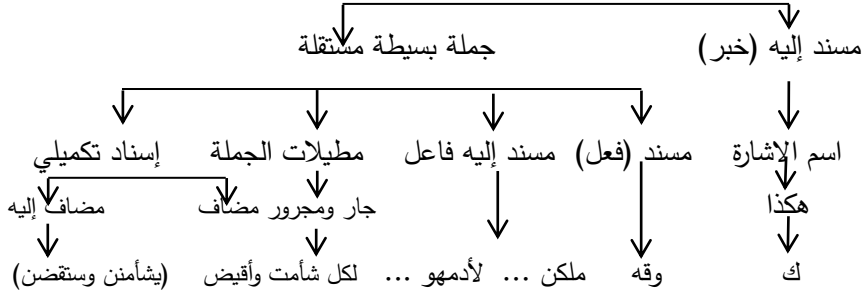 مسند إليه (خبر) جملة بسيطة مستقلة
اسم الإشارة مسند (فعل) مسند إليه فاعل مطيلات الجملة إسناد تكميلي
هكذا جار ومجرور مضاف مضاف إليه
ك وقه ملكن ... لأدمهو ... لكل شأمت وأقيض (يشأمنن وستقضن)